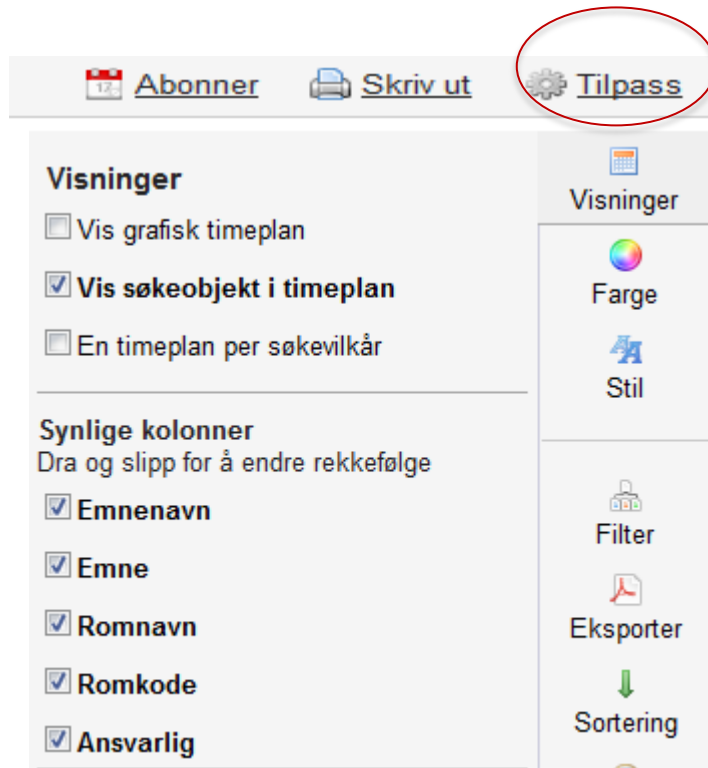 Abonner Skriv ut Tilpass
Visninger
Vis grafisk timeplan
Vis søkeobjekt i timeplan
En timeplan per søkevilkår
Synlige kolonner
Dra og slipp for å endre rekkefølge
Emnenavn
Emne
Romnavn
Romkode
Ansvarlig
Visninger
Farge
Stil
Filter
Eksporter
Sortering